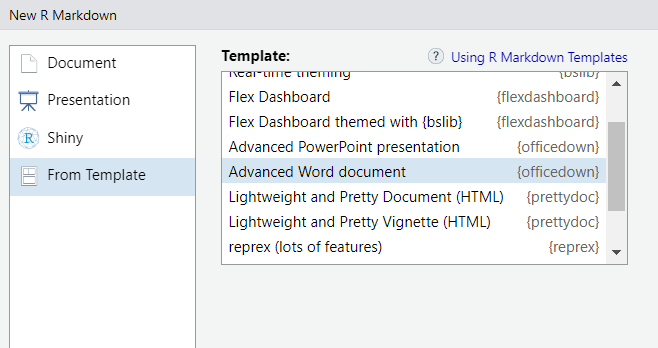 New R Markdown
Document
Presentation
Shiny
From Template
Template:
? Using R Markdown Templates
Real-time theming {bslib}
Flex Dashboard {flexdashboard}
Flex Dashboard themed with {bslib} {flexdashboard}
Advanced PowerPoint presentation {officedown}
Advanced Word document {officedown}
Lightweight and Pretty Document (HTML) {prettydoc}
Lightweight and Pretty Vignette (HTML) {prettydoc}
reprex (lots of features) {reprex}